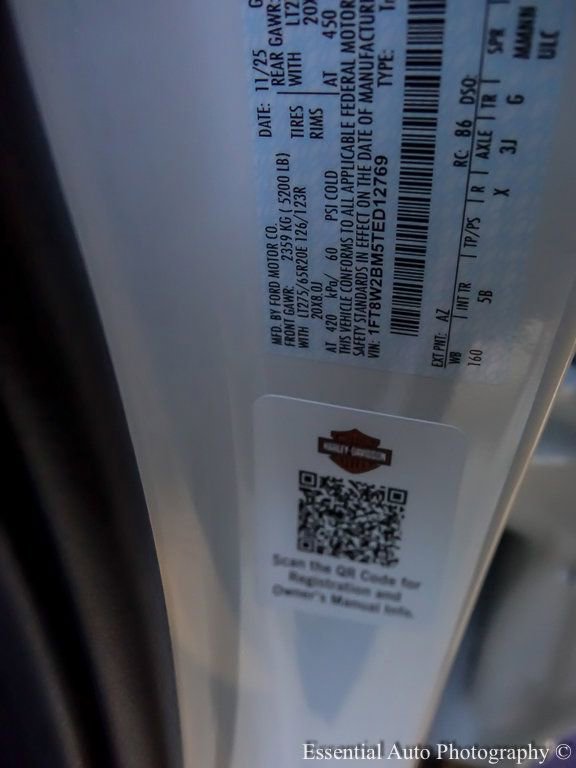 MFD. BY FORD MOTOR CO.
DATE: 11/25
FRONT GAWR: 2359 KG ( 5200 LB)
REAR GAWR:
WITH LT275/65R20E 126/123R
TIRES
WITH
20X8.0J
RIMS
AT 420 kPa/ 60 PSI COLD
AT 450
THIS VEHICLE CONFORMS TO ALL APPLICABLE FEDERAL MOTOR
SAFETY STANDARDS IN EFFECT ON THE DATE OF MANUFACTURE
VIN: 1FT8W2BM5TED12769
TYPE:
EXT PNT: AZ
RC: 86 DSO:
WB | INT TR | TP/PS | R | AXLE | TR | SPR
160 5B X 3J G
ULC
HARLEY-DAVIDSON
Scan the QR Code for
Registration and
Owner's Manual Info.
Essential Auto Photography ©